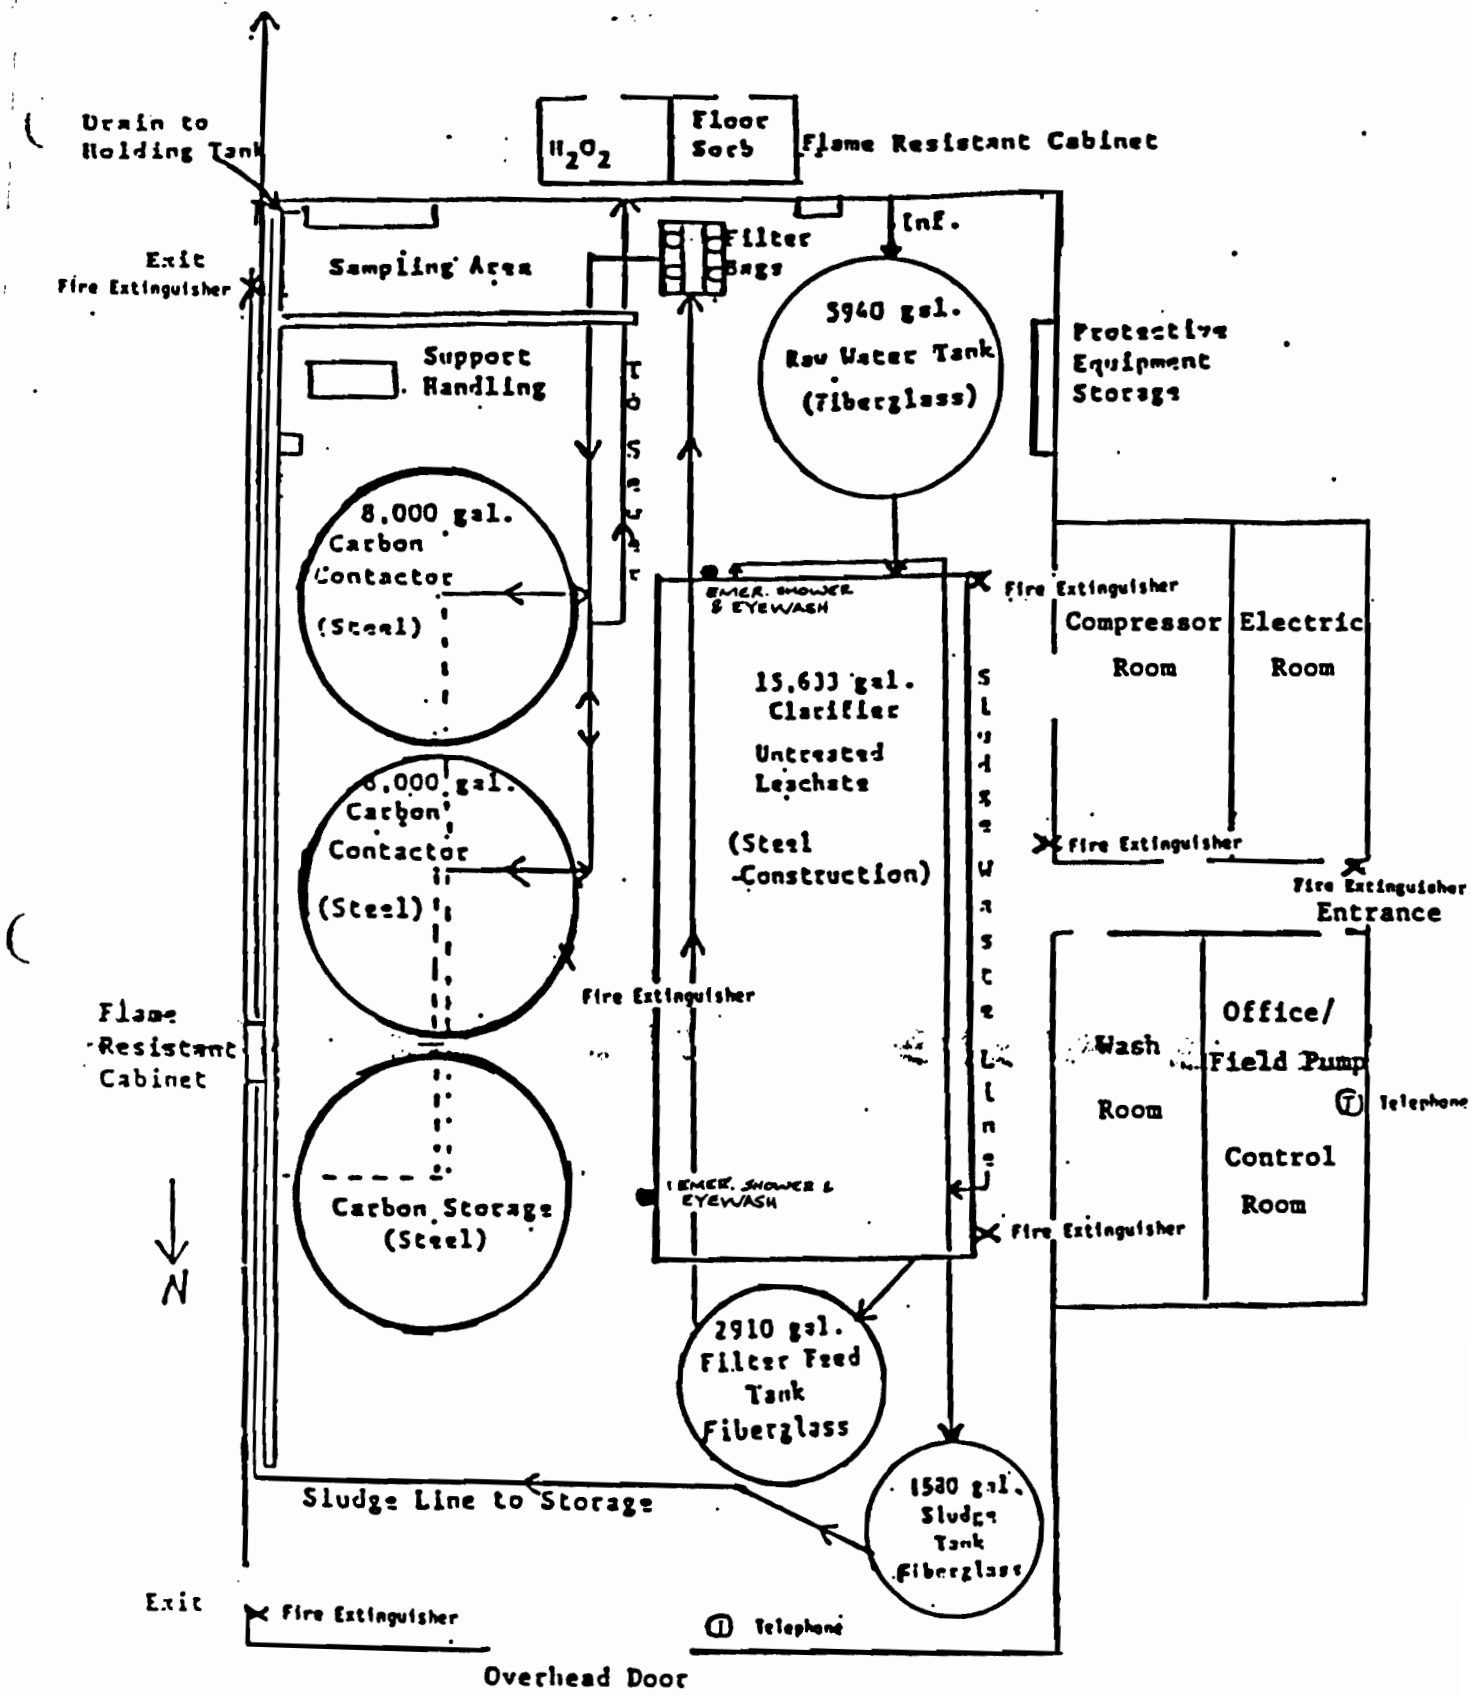 Drain to
Holding Tank
H2O2
Floor
Sorb
Flame Resistant Cabinet
Inf.
Exit
Fire Extinguisher
Sampling Area
Filter
Bags
5940 gal.
Raw Water Tank
(Fiberglass)
Protective
Equipment
Storage
Support
Handling
To Sewer
8,000 gal.
Carbon
Contactor
(Steel)
EMER. SHOWER
& EYEWASH
Fire Extinguisher
Compressor
Room
Electric
Room
15,633 gal.
Clarifier
Untreated
Leachate
(Steel
Construction)
Sludge Waste Line
8,000 gal.
Carbon
Contactor
(Steel)
Fire Extinguisher
Fire Extinguisher
Entrance
Fire Extinguisher
Flame
Resistant
Cabinet
Wash
Room
Office/
Field Pump
Control
Room
T Telephone
N
Carbon Storage
(Steel)
EMER. SHOWER &
EYEWASH
Fire Extinguisher
2910 gal.
Filter Feed
Tank
Fiberglass
1580 gal.
Sludge
Tank
Fiberglass
Sludge Line to Storage
Exit
Fire Extinguisher
T Telephone
Overhead Door